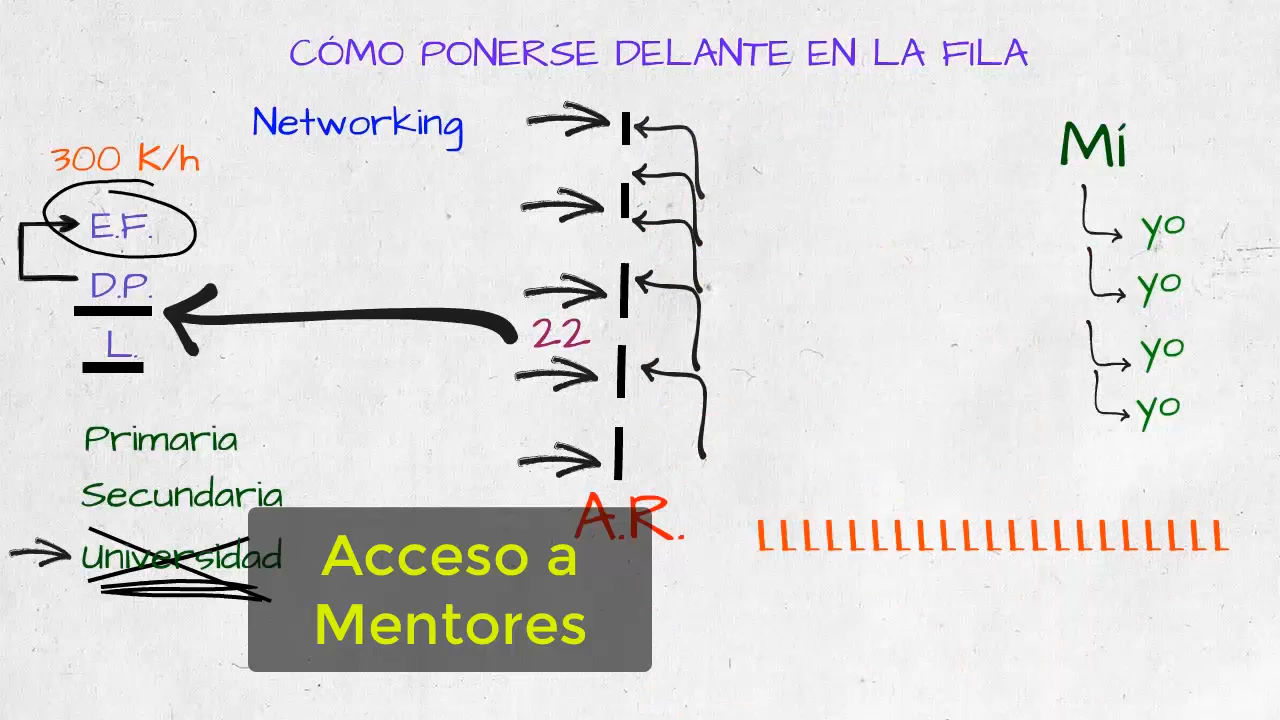 CÓMO PONERSE DELANTE EN LA FILA
Networking
300 K/h
E.F.
D.P.
L.
22
Mí
yo
yo
yo
yo
Primaria
Secundaria
Universidad
A.R.
LLLLLLLLLLLLLLLLLLLLL
Acceso a
Mentores